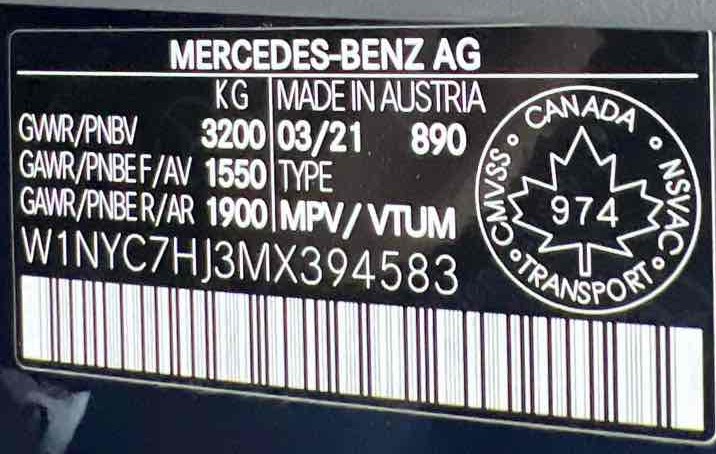 MERCEDES-BENZ AG
KG MADE IN AUSTRIA
GVWR/PNBV 3200 03/21 890
GAWR/PNBE F/AV 1550 TYPE
GAWR/PNBE R/AR 1900 MPV/VTUM
W1NYC7HJ3MX394583
CANADA
NSVAC
TRANSPORT
CMVSS
974